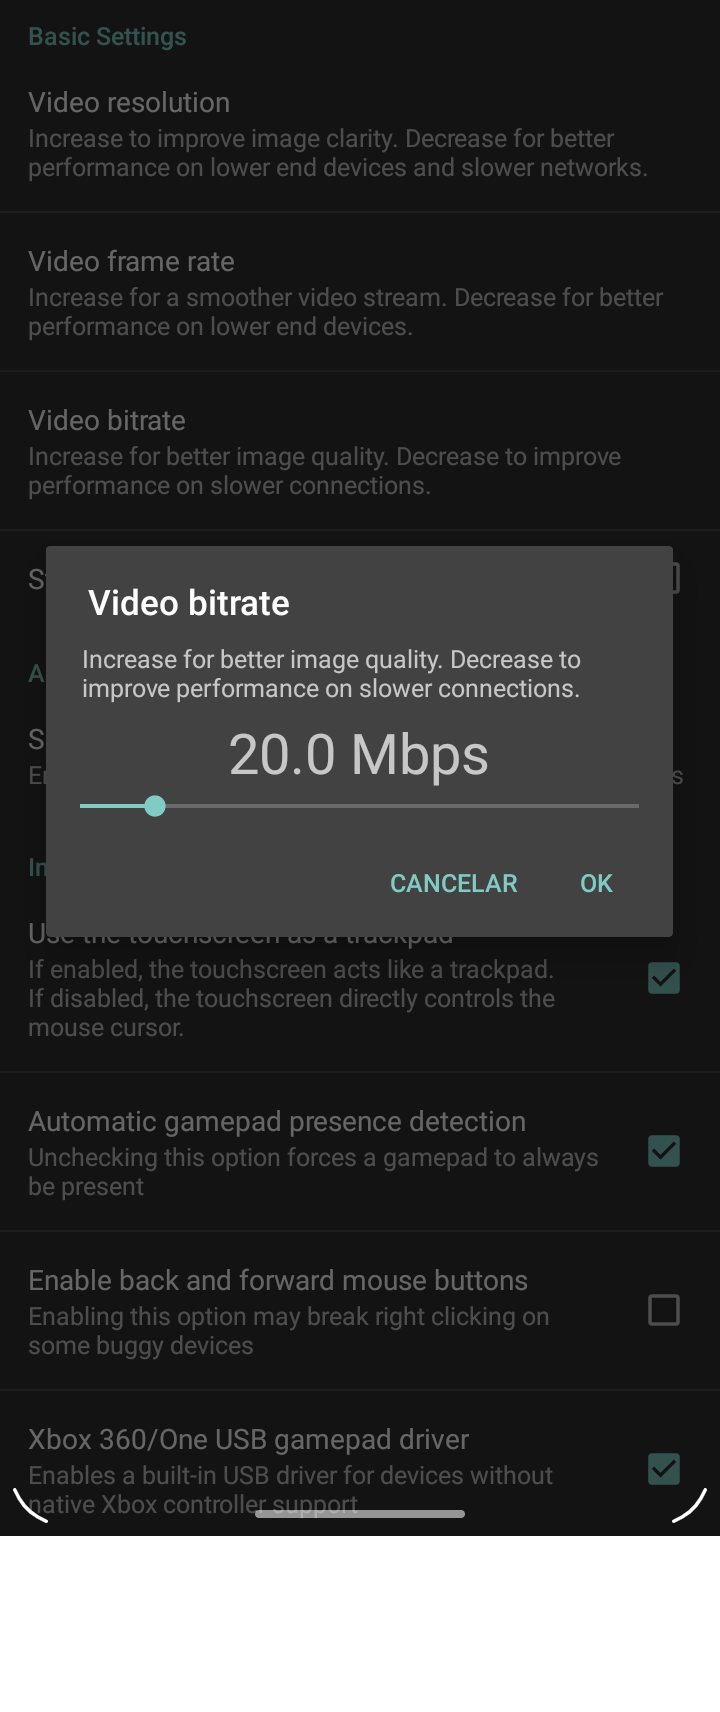 Basic Settings
Video resolution
Increase to improve image clarity. Decrease for better
performance on lower end devices and slower networks.
Video frame rate
Increase for a smoother video stream. Decrease for better
performance on lower end devices.
Video bitrate
Increase for better image quality. Decrease to improve
performance on slower connections.
Video bitrate
Increase for better image quality. Decrease to
improve performance on slower connections.
20.0 Mbps
CANCELAR OK
Use the touchscreen as a trackpad
If enabled, the touchscreen acts like a trackpad.
If disabled, the touchscreen directly controls the
mouse cursor.
Automatic gamepad presence detection
Unchecking this option forces a gamepad to always
be present
Enable back and forward mouse buttons
Enabling this option may break right clicking on
some buggy devices
Xbox 360/One USB gamepad driver
Enables a built-in USB driver for devices without
native Xbox controller support